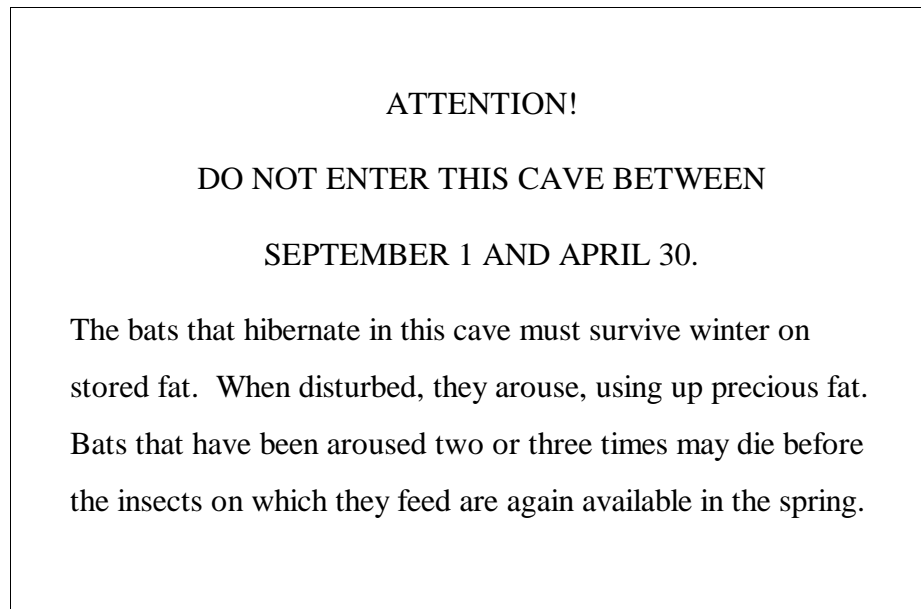 ATTENTION!
DO NOT ENTER THIS CAVE BETWEEN
SEPTEMBER 1 AND APRIL 30.
The bats that hibernate in this cave must survive winter on
stored fat.  When disturbed, they arouse, using up precious fat.
Bats that have been aroused two or three times may die before
the insects on which they feed are again available in the spring.